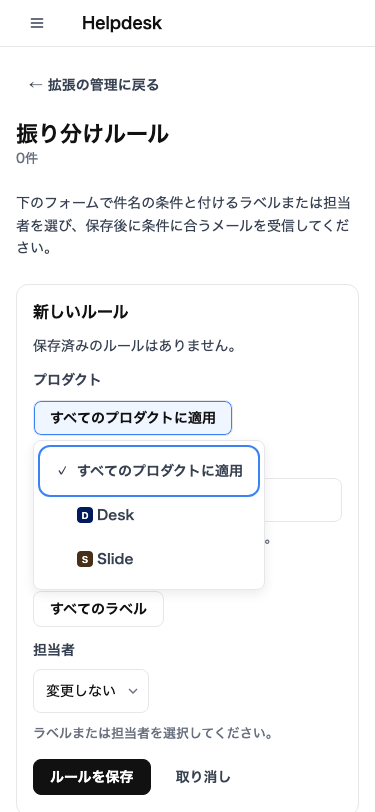 Helpdesk
← 拡張の管理に戻る
振り分けルール
0件
下のフォームで件名の条件と付けるラベルまたは担当
者を選び、保存後に条件に合うメールを受信してくだ
さい。
新しいルール
保存済みのルールはありません。
プロダクト
すべてのプロダクトに適用
✓ すべてのプロダクトに適用
D Desk
S Slide
。
すべてのラベル
担当者
変更しない
ラベルまたは担当者を選択してください。
ルールを保存 取り消し